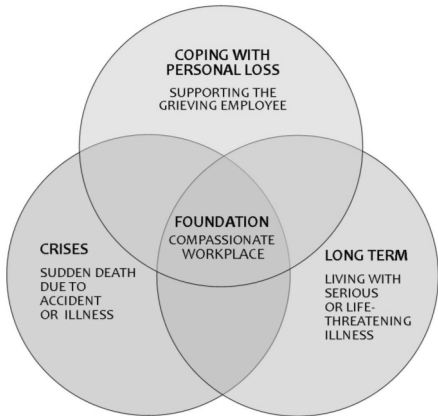 COPING WITH
PERSONAL LOSS
SUPPORTING THE
GRIEVING EMPLOYEE
FOUNDATION
COMPASSIONATE
WORKPLACE
CRISES
SUDDEN DEATH
DUE TO
ACCIDENT
OR ILLNESS
LONG TERM
LIVING WITH
SERIOUS
OR LIFE-
THREATENING
ILLNESS